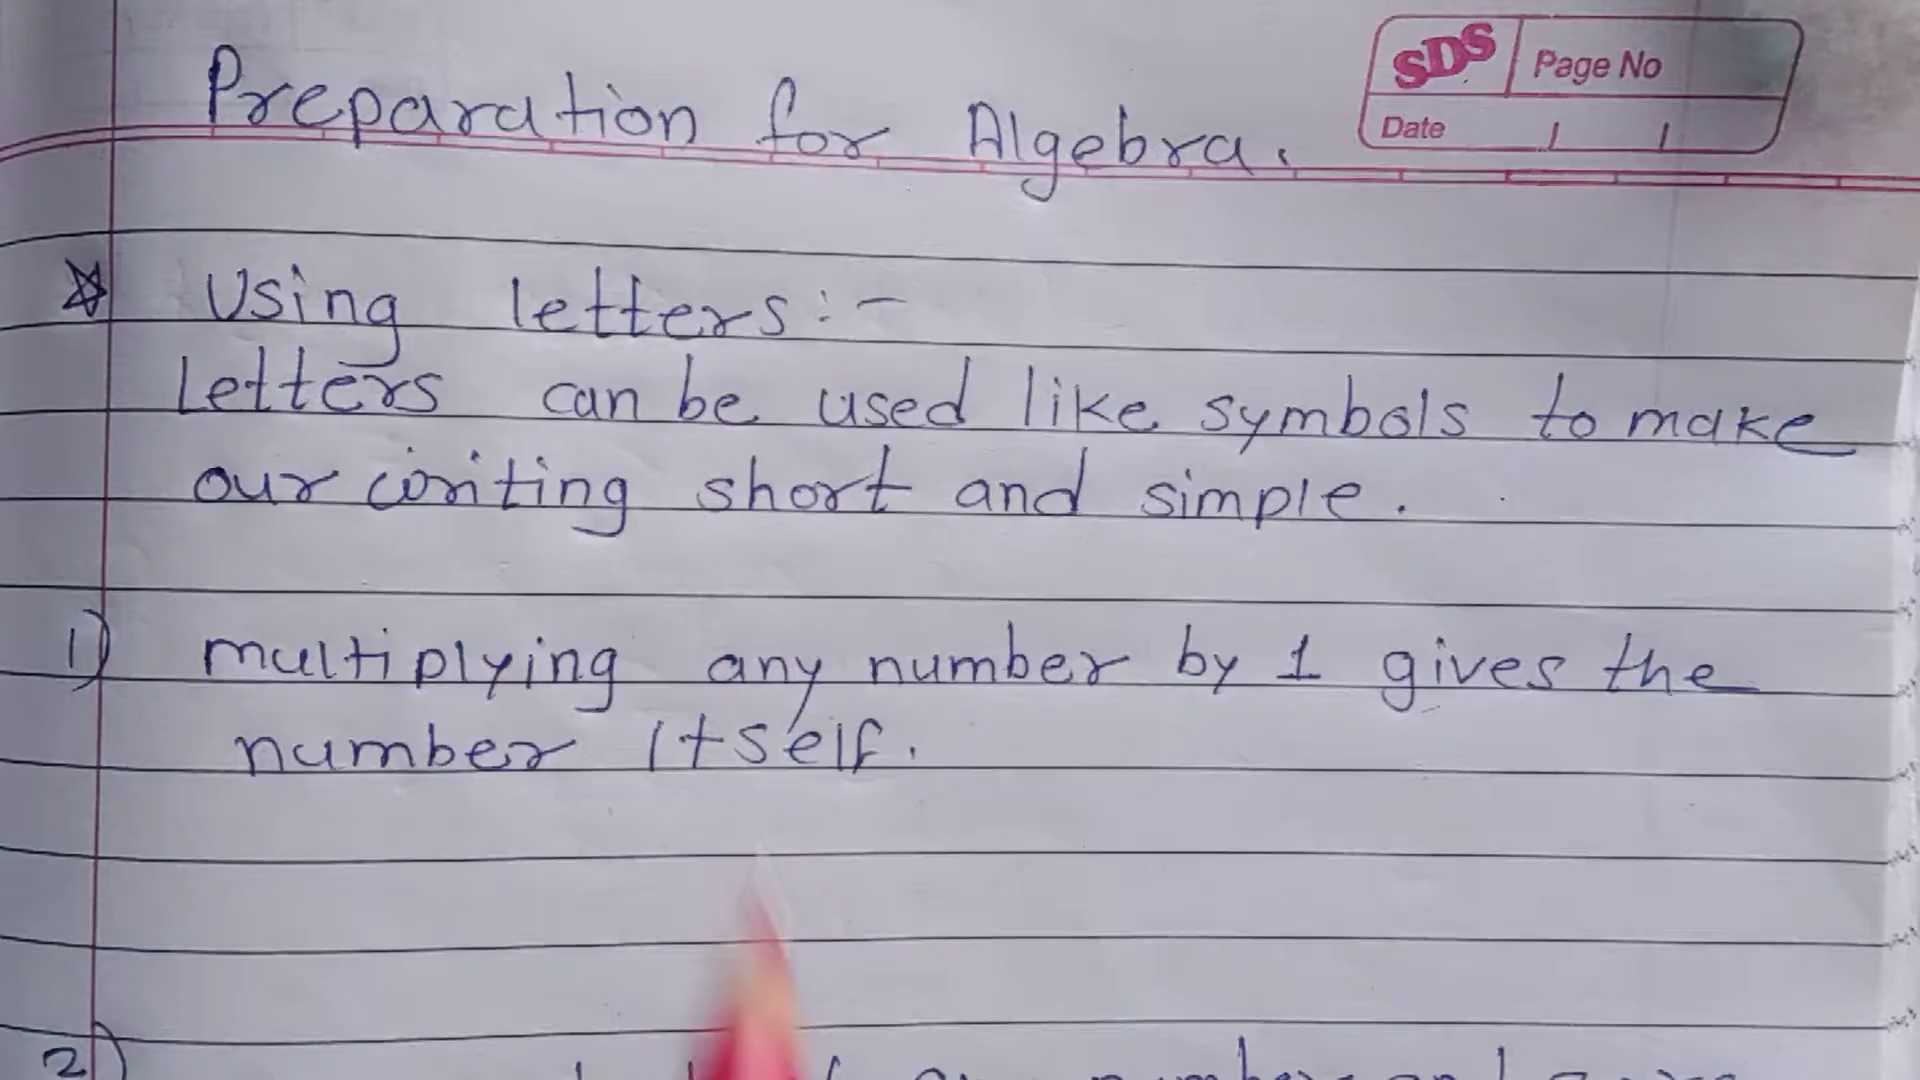 SDS Page No
Date / /
Preparation for Algebra.
☆ Using letters:-
Letters can be used like symbols to make
our writing short and simple.
1) multiplying any number by 1 gives the
number itself.
2)